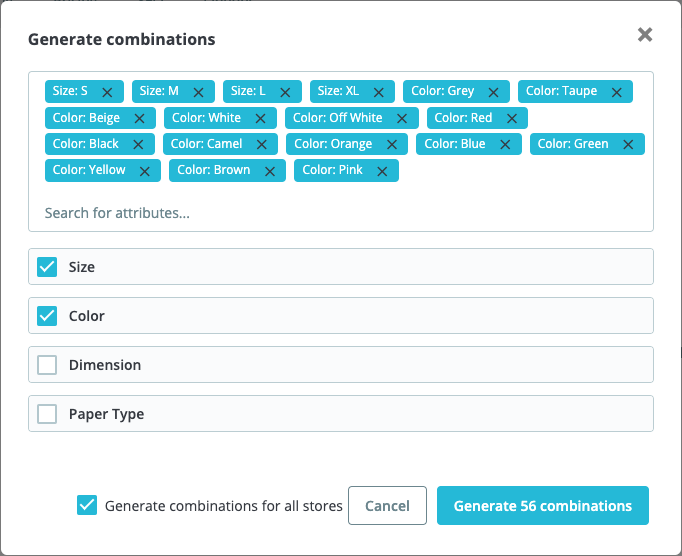 Generate combinations
Size: S Size: M Size: L Size: XL Color: Grey Color: Taupe
Color: Beige Color: White Color: Off White Color: Red
Color: Black Color: Camel Color: Orange Color: Blue Color: Green
Color: Yellow Color: Brown Color: Pink
Search for attributes...
Size
Color
Dimension
Paper Type
Generate combinations for all stores Cancel Generate 56 combinations